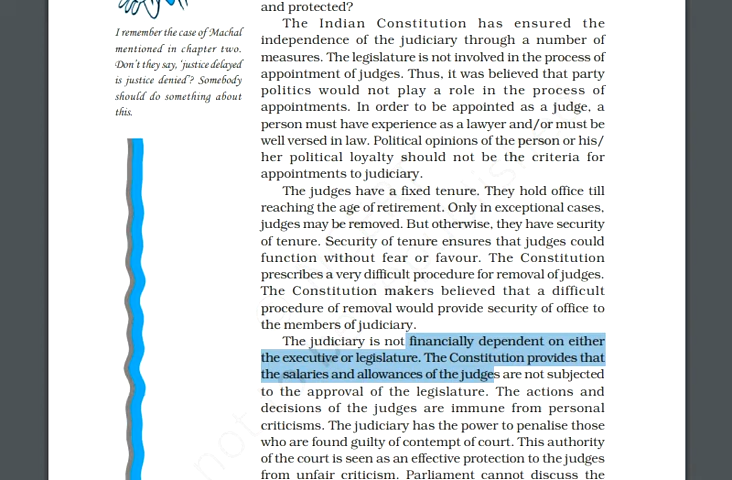 and protected?
I remember the case of Machal
mentioned in chapter two.
Don't they say, 'justice delayed
is justice denied'? Somebody
should do something about
this.
The Indian Constitution has ensured the
independence of the judiciary through a number of
measures. The legislature is not involved in the process of
appointment of judges. Thus, it was believed that party
politics would not play a role in the process of
appointments. In order to be appointed as a judge, a
person must have experience as a lawyer and/or must be
well versed in law. Political opinions of the person or his/
her political loyalty should not be the criteria for
appointments to judiciary.
The judges have a fixed tenure. They hold office till
reaching the age of retirement. Only in exceptional cases,
judges may be removed. But otherwise, they have security
of tenure. Security of tenure ensures that judges could
function without fear or favour. The Constitution
prescribes a very difficult procedure for removal of judges.
The Constitution makers believed that a difficult
procedure of removal would provide security of office to
the members of judiciary.
The judiciary is not financially dependent on either
the executive or legislature. The Constitution provides that
the salaries and allowances of the judges are not subjected
to the approval of the legislature. The actions and
decisions of the judges are immune from personal
criticisms. The judiciary has the power to penalise those
who are found guilty of contempt of court. This authority
of the court is seen as an effective protection to the judges
from unfair criticism. Parliament cannot discuss the